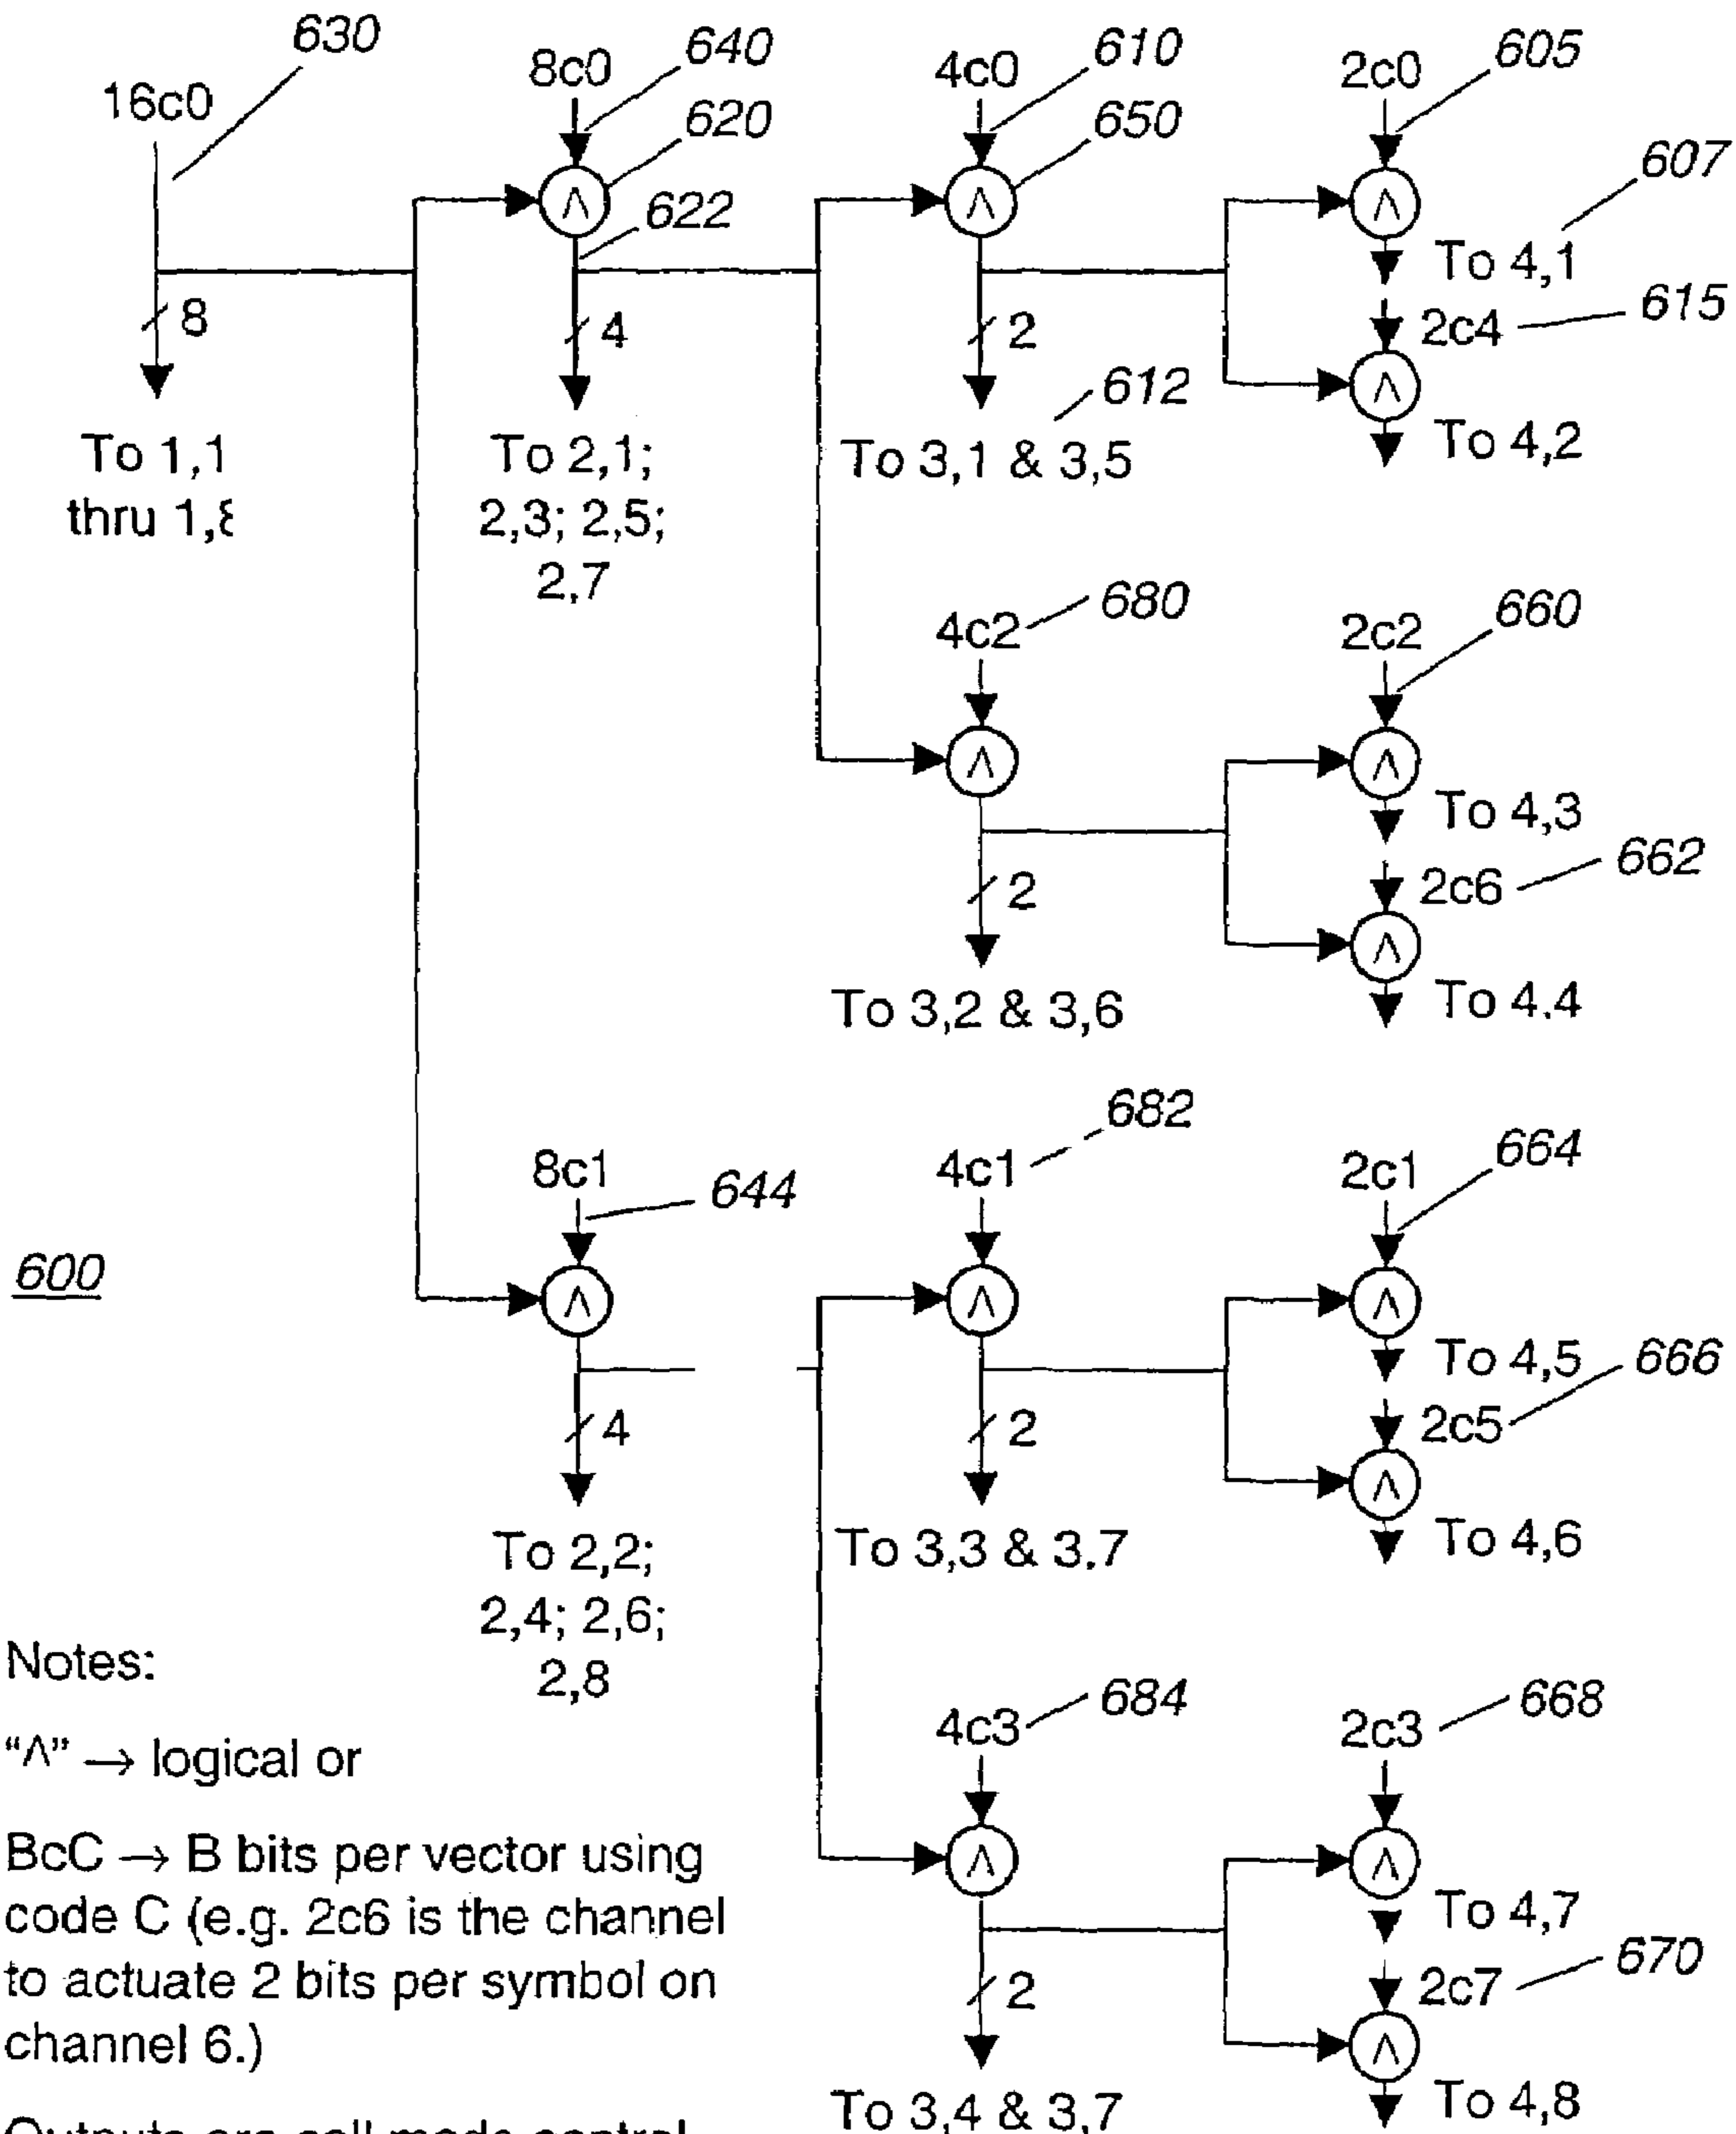 630
16c0
8c0
640
620
622
4c0
610
650
2c0
605
607
To 4,1
2c4
615
To 4,2
8
4
2
612
To 1,1
thru 1,8
To 2,1;
2,3; 2,5;
2,7
To 3,1 & 3,5
4c2
680
2c2
660
To 4,3
2c6
662
To 4.4
2
To 3,2 & 3,6
8c1
644
4c1
682
2c1
664
To 4,5
2c5
666
To 4,6
600
4
2
To 2,2;
2,4; 2,6;
2,8
To 3,3 & 3.7
4c3
684
2c3
668
To 4,7
2c7
670
To 4,8
2
To 3,4 & 3,7
Notes:
“Λ” → logical or
BcC → B bits per vector using
code C (e.g. 2c6 is the channel
to actuate 2 bits per symbol on
channel 6.)
Outputs are cell mode control
Λ
Λ
Λ
Λ
Λ
Λ
Λ
Λ
Λ
Λ
Λ
Λ
Λ
Λ